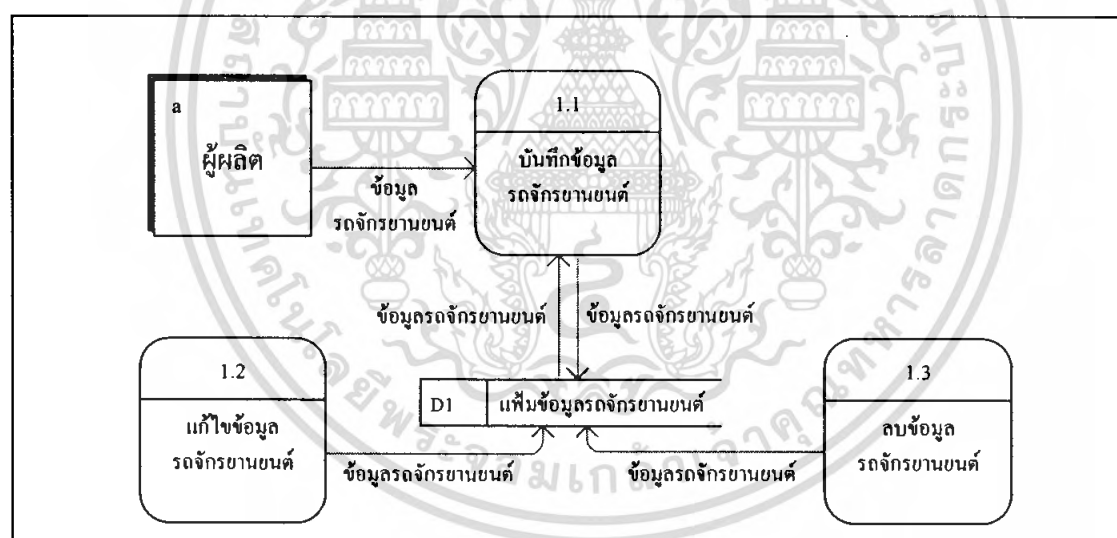 a
ผู้ผลิต
ข้อมูล
รถจักรยานยนต์
1.1
บันทึกข้อมูล
รถจักรยานยนต์
ข้อมูลรถจักรยานยนต์
ข้อมูลรถจักรยานยนต์
1.2
แก้ไขข้อมูล
รถจักรยานยนต์
D1
แฟ้มข้อมูลรถจักรยานยนต์
1.3
ลบข้อมูล
รถจักรยานยนต์
ข้อมูลรถจักรยานยนต์
ข้อมูลรถจักรยานยนต์